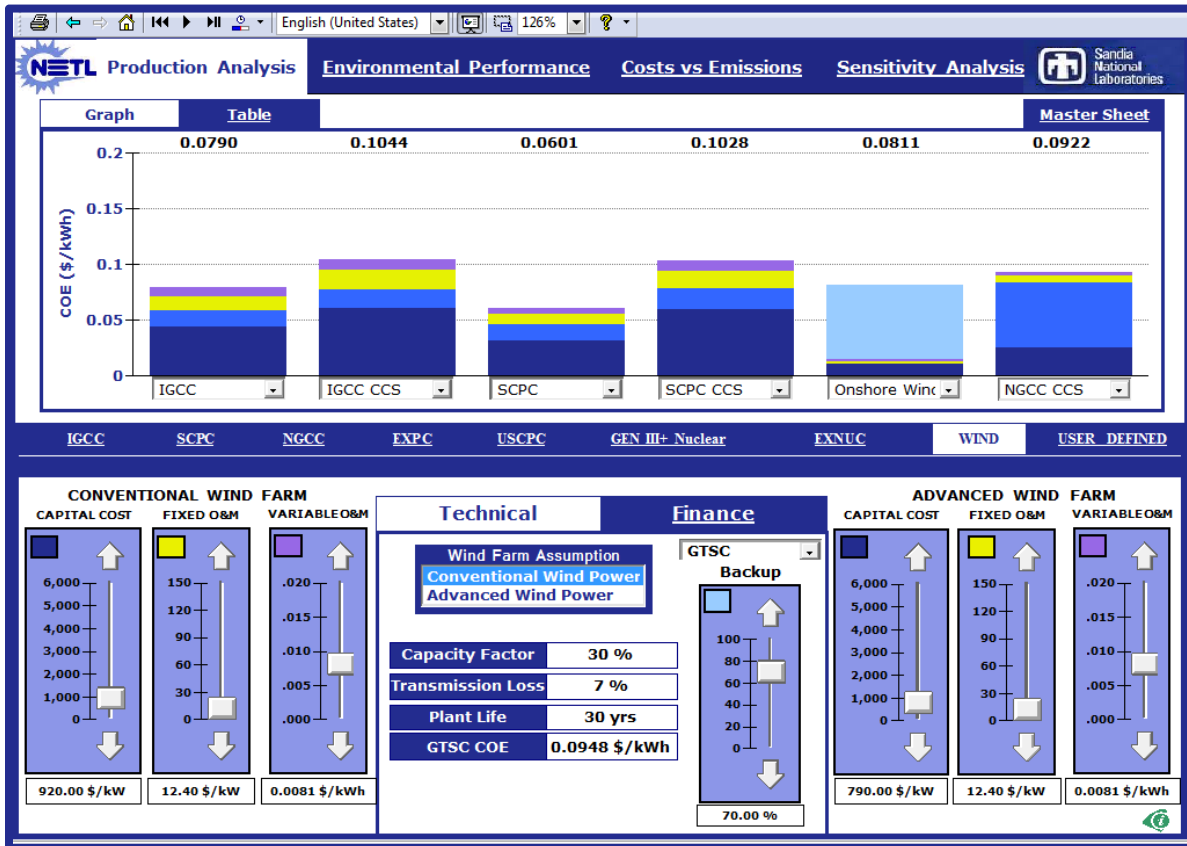 English (United States) 126%
NETL Production Analysis Environmental Performance Costs vs Emissions Sensitivity Analysis Sandia National Laboratories
Graph Table Master Sheet
0.0790 0.1044 0.0601 0.1028 0.0811 0.0922
0.2
0.15
0.1
0.05
0
COE ($/kWh)
IGCC IGCC CCS SCPC SCPC CCS Onshore Winc NGCC CCS
IGCC SCPC NGCC EXPC USCPC GEN III+ Nuclear EXNUC WIND USER DEFINED
CONVENTIONAL WIND FARM
CAPITAL COST FIXED O&M VARIABLEO&M
6,000 150 .020
5,000 120 .015
4,000 90 .010
3,000 60 .005
2,000 30 .000
1,000 0
0
920.00 $/kW 12.40 $/kW 0.0081 $/kWh
Technical Finance
Wind Farm Assumption
Conventional Wind Power
Advanced Wind Power
GTSC
Backup
100
80
60
40
20
0
70.00 %
Capacity Factor 30 %
Transmission Loss 7 %
Plant Life 30 yrs
GTSC COE 0.0948 $/kWh
ADVANCED WIND FARM
CAPITAL COST FIXED O&M VARIABLEO&M
6,000 150 .020
5,000 120 .015
4,000 90 .010
3,000 60 .005
2,000 30 .000
1,000 0
0
790.00 $/kW 12.40 $/kW 0.0081 $/kWh